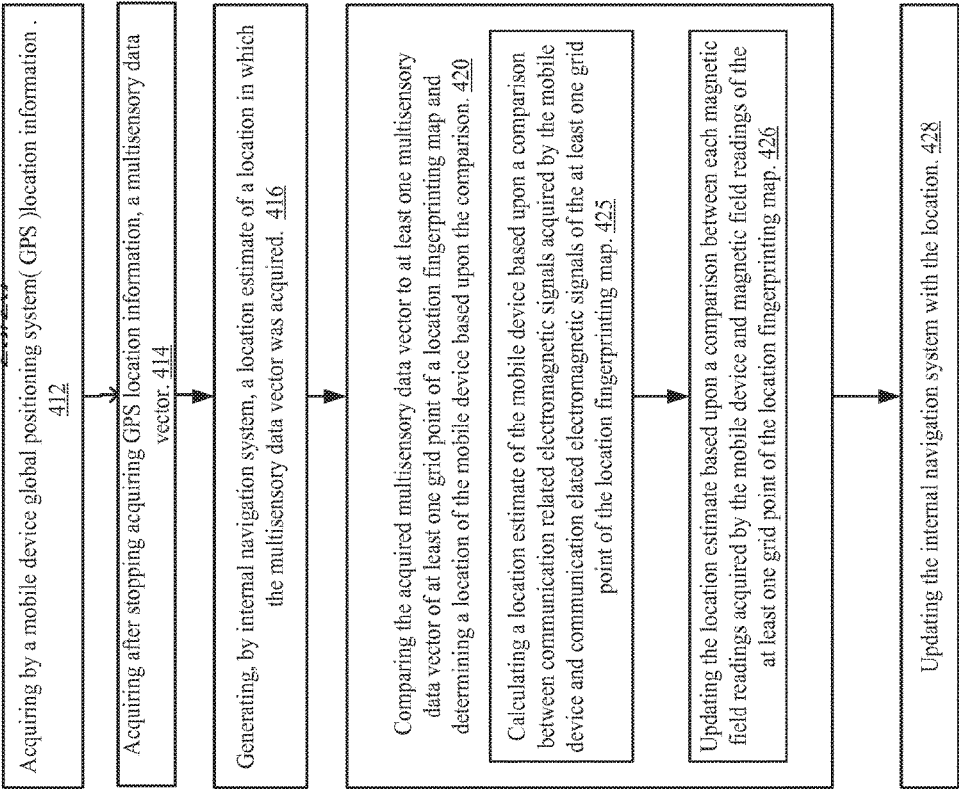 Acquiring by a mobile device global positioning system( GPS )location information .
412
Acquiring after stopping acquiring GPS location information, a multisensory data
vector. 414
Generating, by internal navigation system, a location estimate of a location in which
the multisensory data vector was acquired. 416
Comparing the acquired multisensory data vector to at least one multisensory
data vector of at least one grid point of a location fingerprinting map and
determining a location of the mobile device based upon the comparison. 420
Calculating a location estimate of the mobile device based upon a comparison
between communication related electromagnetic signals acquired by the mobile
device and communication elated electromagnetic signals of the at least one grid
point of the location fingerprinting map. 425
Updating the location estimate based upon a comparison between each magnetic
field readings acquired by the mobile device and magnetic field readings of the
at least one grid point of the location fingerprinting map. 426
Updating the internal navigation system with the location. 428